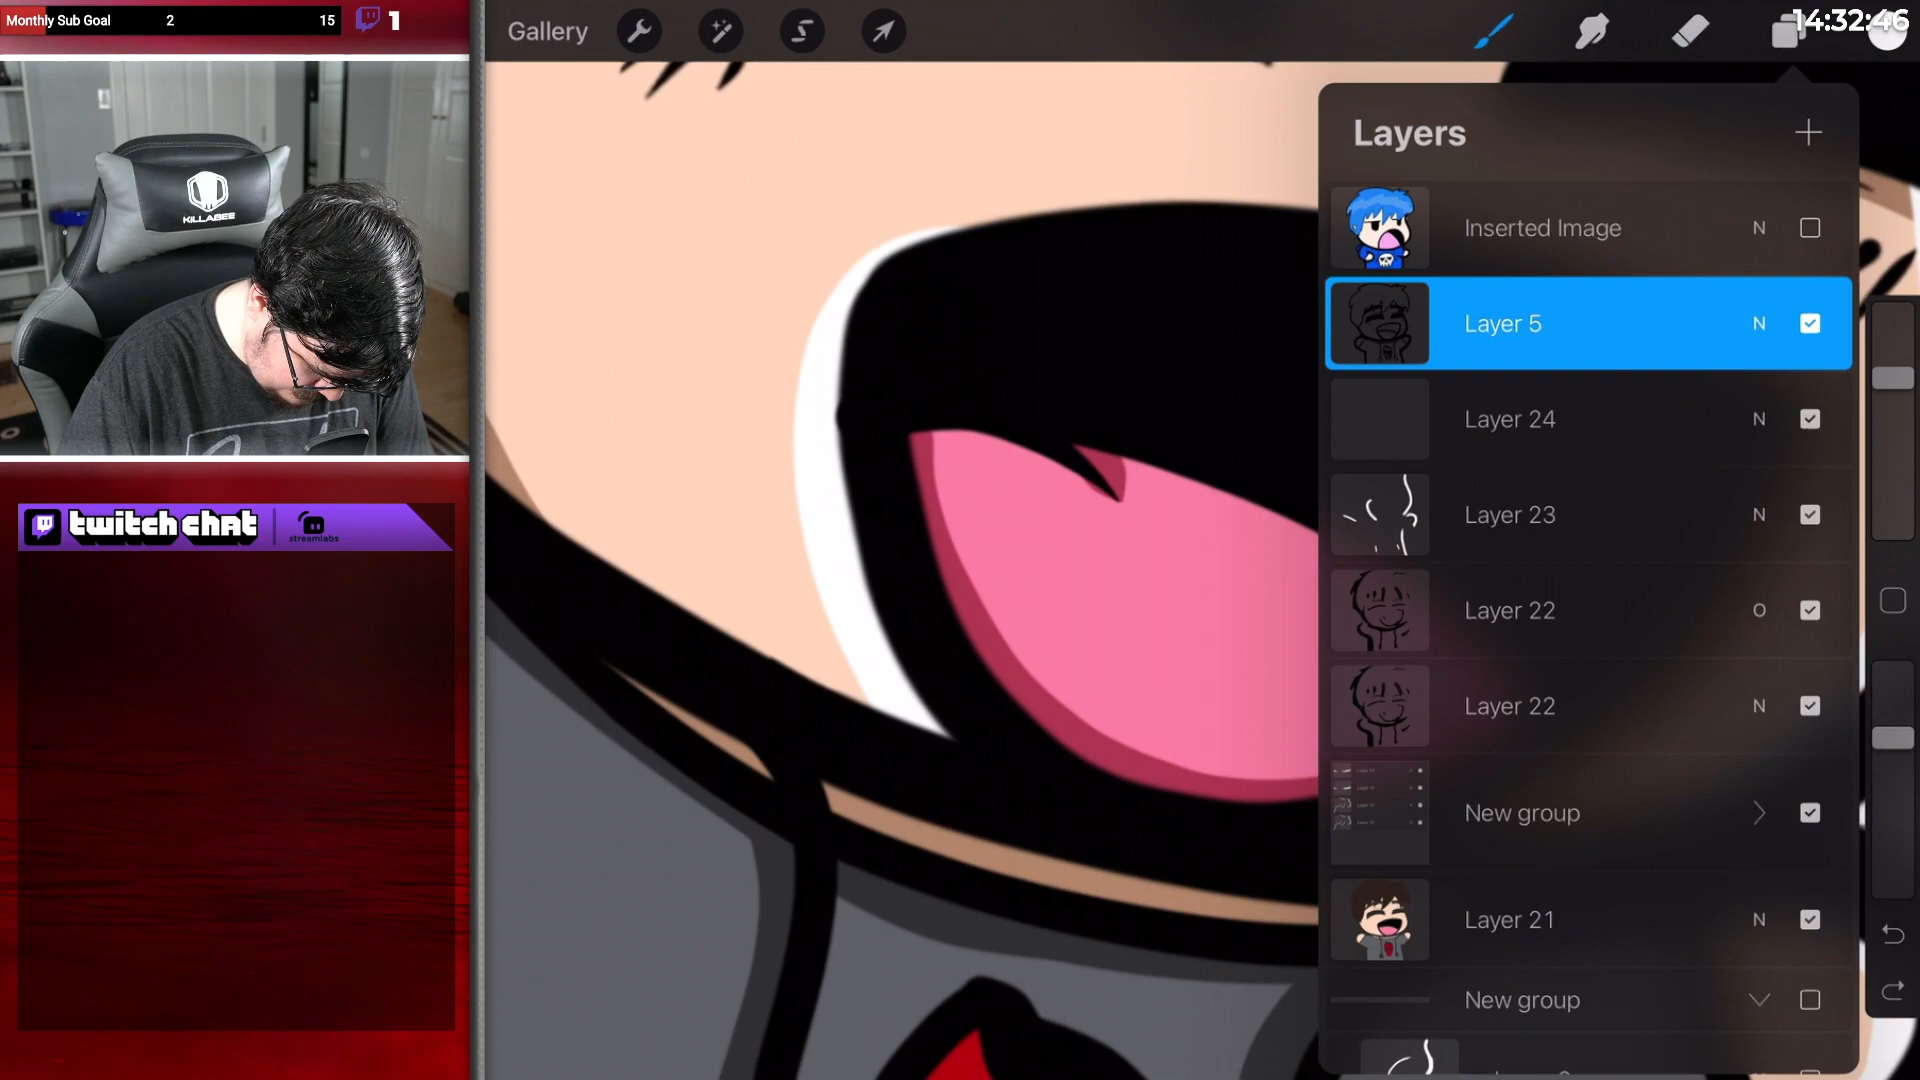 Monthly Sub Goal 2 15
1
Gallery
14:32:46
KILLABEE
twitch chat
streamlabs
Layers
Inserted Image N
Layer 5 N
Layer 24 N
Layer 23 N
Layer 22 O
Layer 22 N
New group
Layer 21 N
New group